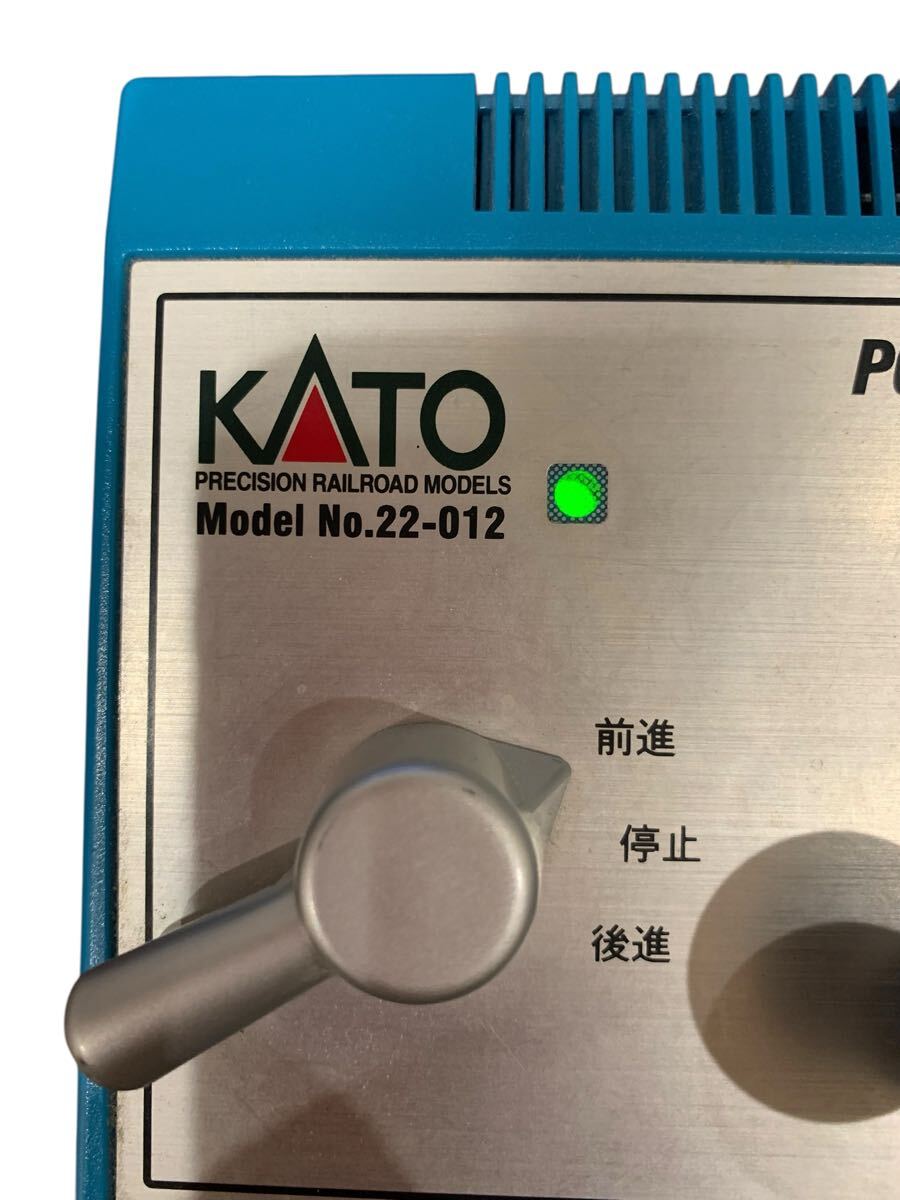 KATO
PRECISION RAILROAD MODELS
Model No.22-012
前進
停止
後進